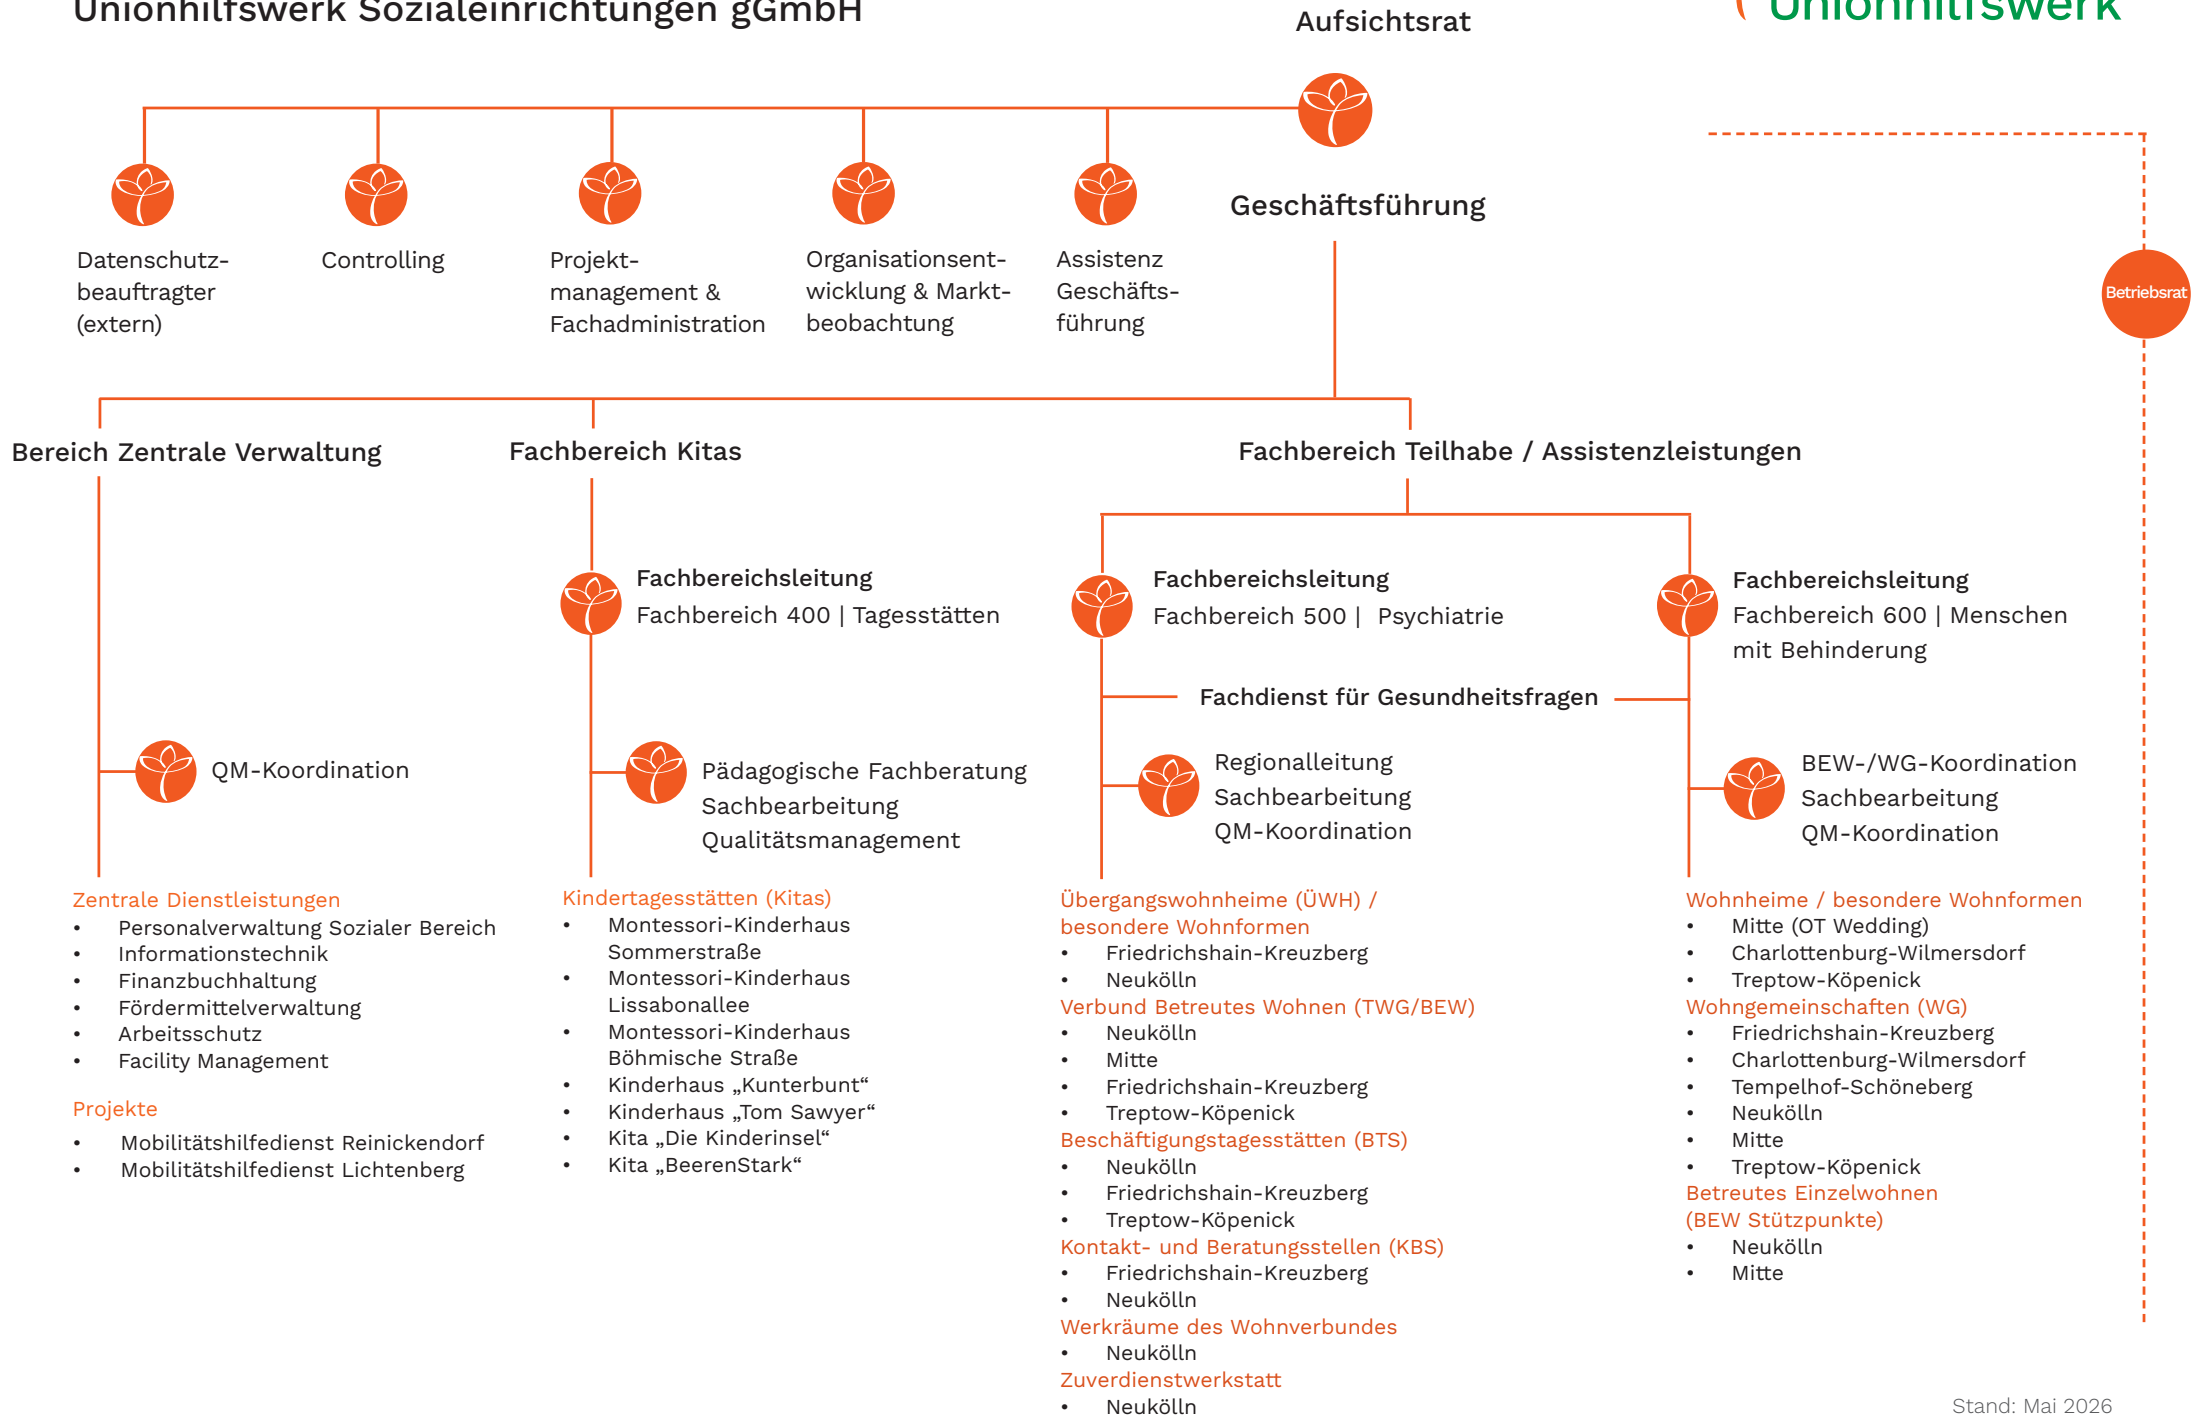 Unionhilfswerk Sozialeinrichtungen gGmbH
Aufsichtsrat
Unionhilfswerk
Geschäftsführung
Datenschutz-
beauftragter
(extern)
Controlling
Projekt-
management &
Fachadministration
Organisationsent-
wicklung & Markt-
beobachtung
Assistenz
Geschäfts-
führung
Betriebsrat
Bereich Zentrale Verwaltung
Fachbereich Kitas
Fachbereich Teilhabe / Assistenzleistungen
Fachbereichsleitung
Fachbereich 400 | Tagesstätten
Fachbereichsleitung
Fachbereich 500 | Psychiatrie
Fachbereichsleitung
Fachbereich 600 | Menschen
mit Behinderung
Fachdienst für Gesundheitsfragen
QM-Koordination
Pädagogische Fachberatung
Sachbearbeitung
Qualitätsmanagement
Regionalleitung
Sachbearbeitung
QM-Koordination
BEW-/WG-Koordination
Sachbearbeitung
QM-Koordination
Zentrale Dienstleistungen
• Personalverwaltung Sozialer Bereich
• Informationstechnik
• Finanzbuchhaltung
• Fördermittelverwaltung
• Arbeitsschutz
• Facility Management
Projekte
• Mobilitätshilfedienst Reinickendorf
• Mobilitätshilfedienst Lichtenberg
Kindertagesstätten (Kitas)
• Montessori-Kinderhaus
Sommerstraße
• Montessori-Kinderhaus
Lissabonallee
• Montessori-Kinderhaus
Böhmische Straße
• Kinderhaus „Kunterbunt“
• Kinderhaus „Tom Sawyer“
• Kita „Die Kinderinsel“
• Kita „BeerenStark“
Übergangswohnheime (ÜWH) /
besondere Wohnformen
• Friedrichshain-Kreuzberg
• Neukölln
Verbund Betreutes Wohnen (TWG/BEW)
• Neukölln
• Mitte
• Friedrichshain-Kreuzberg
• Treptow-Köpenick
Beschäftigungstagesstätten (BTS)
• Neukölln
• Friedrichshain-Kreuzberg
• Treptow-Köpenick
Kontakt- und Beratungsstellen (KBS)
• Friedrichshain-Kreuzberg
• Neukölln
Werkräume des Wohnverbundes
• Neukölln
Zuverdienstwerkstatt
• Neukölln
Wohnheime / besondere Wohnformen
• Mitte (OT Wedding)
• Charlottenburg-Wilmersdorf
• Treptow-Köpenick
Wohngemeinschaften (WG)
• Friedrichshain-Kreuzberg
• Charlottenburg-Wilmersdorf
• Tempelhof-Schöneberg
• Neukölln
• Mitte
• Treptow-Köpenick
Betreutes Einzelwohnen
(BEW Stützpunkte)
• Neukölln
• Mitte
Stand: Mai 2026